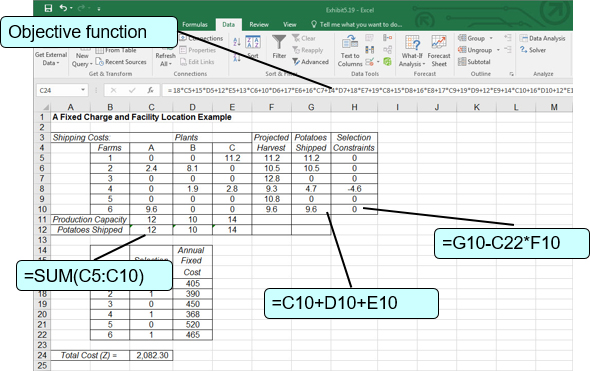 Exhibit5.19 - Excel
Objective function
Formulas Data Review View Tell me what you want to do...
Get External Data
New Query
From Table
Recent Sources
Refresh All
Connections
Properties
Edit Links
Sort
Filter
Clear
Reapply
Advanced
Text to Columns
What-If Analysis
Forecast Sheet
Group
Ungroup
Subtotal
Data Analysis
Solver
Get & Transform Connections Sort & Filter Data Tools Forecast Outline Analyze
C24 fx =18*C5+15*D5+12*E5+13*C6+10*D6+17*E6+16*C7+14*D7+18*E7+19*C8+15*D8+16*E8+17*C9+19*D9+12*E9+14*C10+16*D10+12*E1
A B C D E F G H I J K L M
1 A Fixed Charge and Facility Location Example
2
3 Shipping Costs: Plants Projected Potatoes Selection
4 Farms A B C Harvest Shipped Constraints
5 1 0 0 11.2 11.2 11.2 0
6 2 2.4 8.1 0 10.5 10.5 0
7 3 0 0 0 12.8 0 0
8 4 0 1.9 2.8 9.3 4.7 -4.6
9 5 0 0 0 10.8 0 0
10 6 9.6 0 0 9.6 9.6 0
11 Production Capacity 12 10 14
12 Potatoes Shipped 12 10 14
=G10-C22*F10
14 Annual
Fixed
Cost
=SUM(C5:C10)
405
=C10+D10+E10
18 2 1 390
19 3 0 450
20 4 1 368
21 5 0 520
22 6 1 465
23
24 Total Cost (Z) = 2,082.30
25